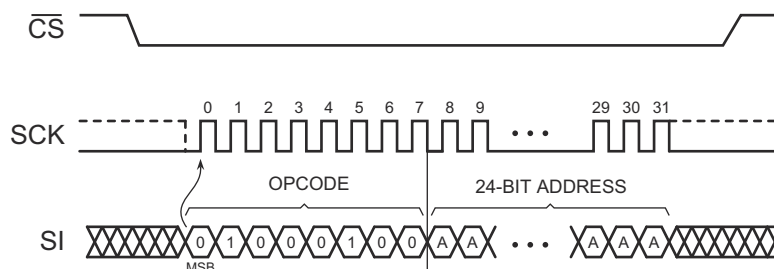 CS
0 1 2 3 4 5 6 7 8 9 29 30 31
SCK
OPCODE
24-BIT ADDRESS
SI
0 1 0 0 0 1 0 0 A A A A A
MSB